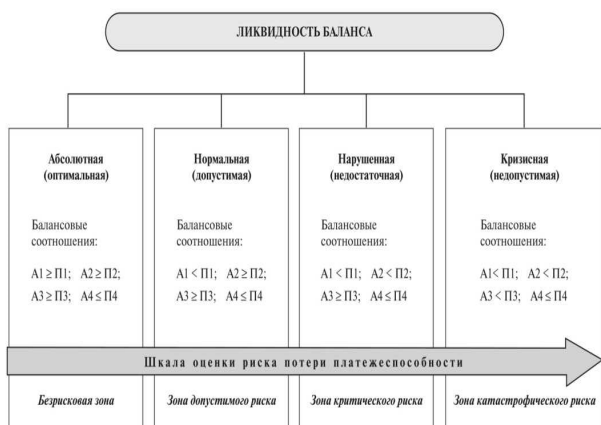 ЛИКВИДНОСТЬ БАЛАНСА
Абсолютная
(оптимальная)
Балансовые
соотношения:
А1 ≥ П1; А2 ≥ П2;
А3 ≥ П3; А4 ≤ П4
Нормальная
(допустимая)
Балансовые
соотношения:
А1 < П1; А2 ≥ П2;
А3 ≥ П3; А4 ≤ П4
Нарушенная
(недостаточная)
Балансовые
соотношения:
А1 < П1; А2 < П2;
А3 ≥ П3; А4 ≤ П4
Кризисная
(недопустимая)
Балансовые
соотношения:
А1< П1; А2 < П2;
А3 < П3; А4 ≤ П4
Шкала оценки риска потери платежеспособности
Безрисковая зона
Зона допустимого риска
Зона критического риска
Зона катастрофического риска